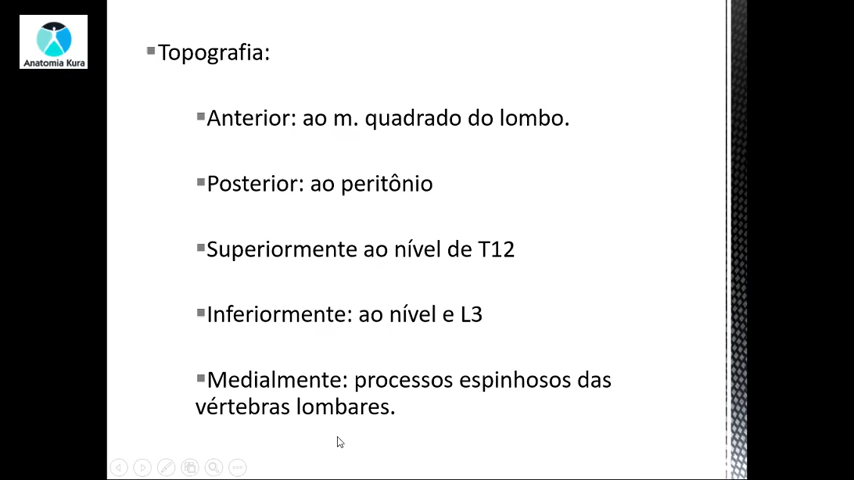 Anatomia Kura
▪Topografia:
▪Anterior: ao m. quadrado do lombo.
▪Posterior: ao peritônio
▪Superiormente ao nível de T12
▪Inferiormente: ao nível e L3
▪Medialmente: processos espinhosos das
vértebras lombares.